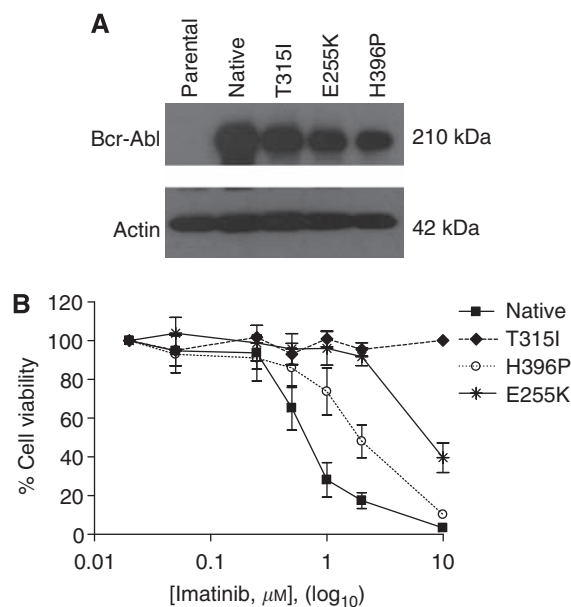 A
Parental
Native
T315I
E255K
H396P
Bcr-Abl
210 kDa
Actin
42 kDa
B
120
100
80
60
40
20
0
% Cell viability
0.01
0.1
1
10
[Imatinib, μM], (log₁₀)
Native
T315I
H396P
E255K